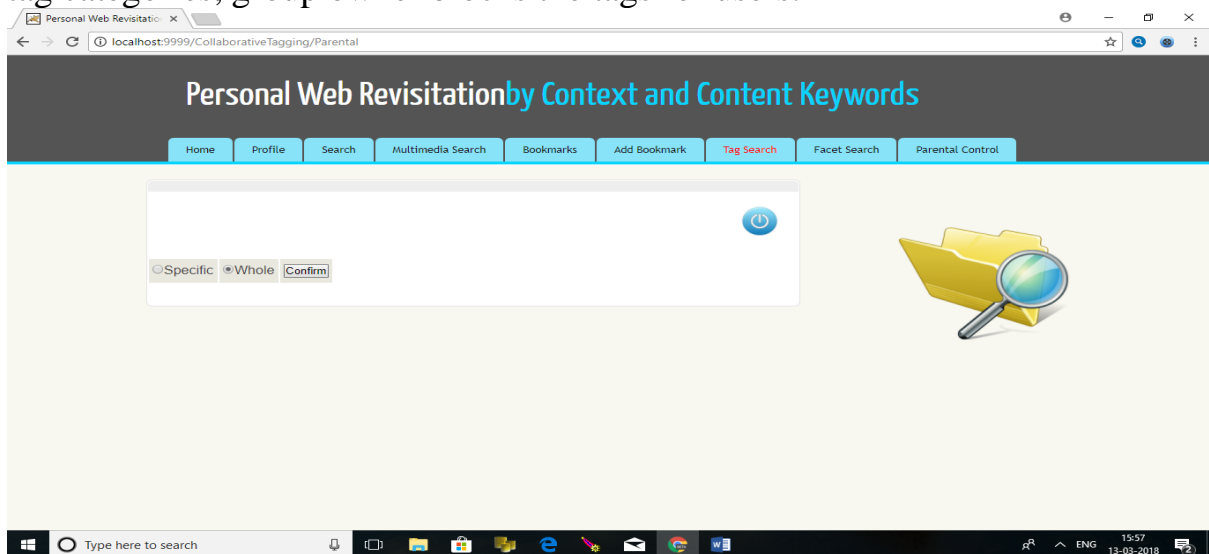 Personal Web Revisitatio
localhost:9999/CollaborativeTagging/Parental
Personal Web Revisitationby Context and Content Keywords
Home Profile Search Multimedia Search Bookmarks Add Bookmark Tag Search Facet Search Parental Control
Specific Whole Confirm
Type here to search ENG 15:57
13-03-2018